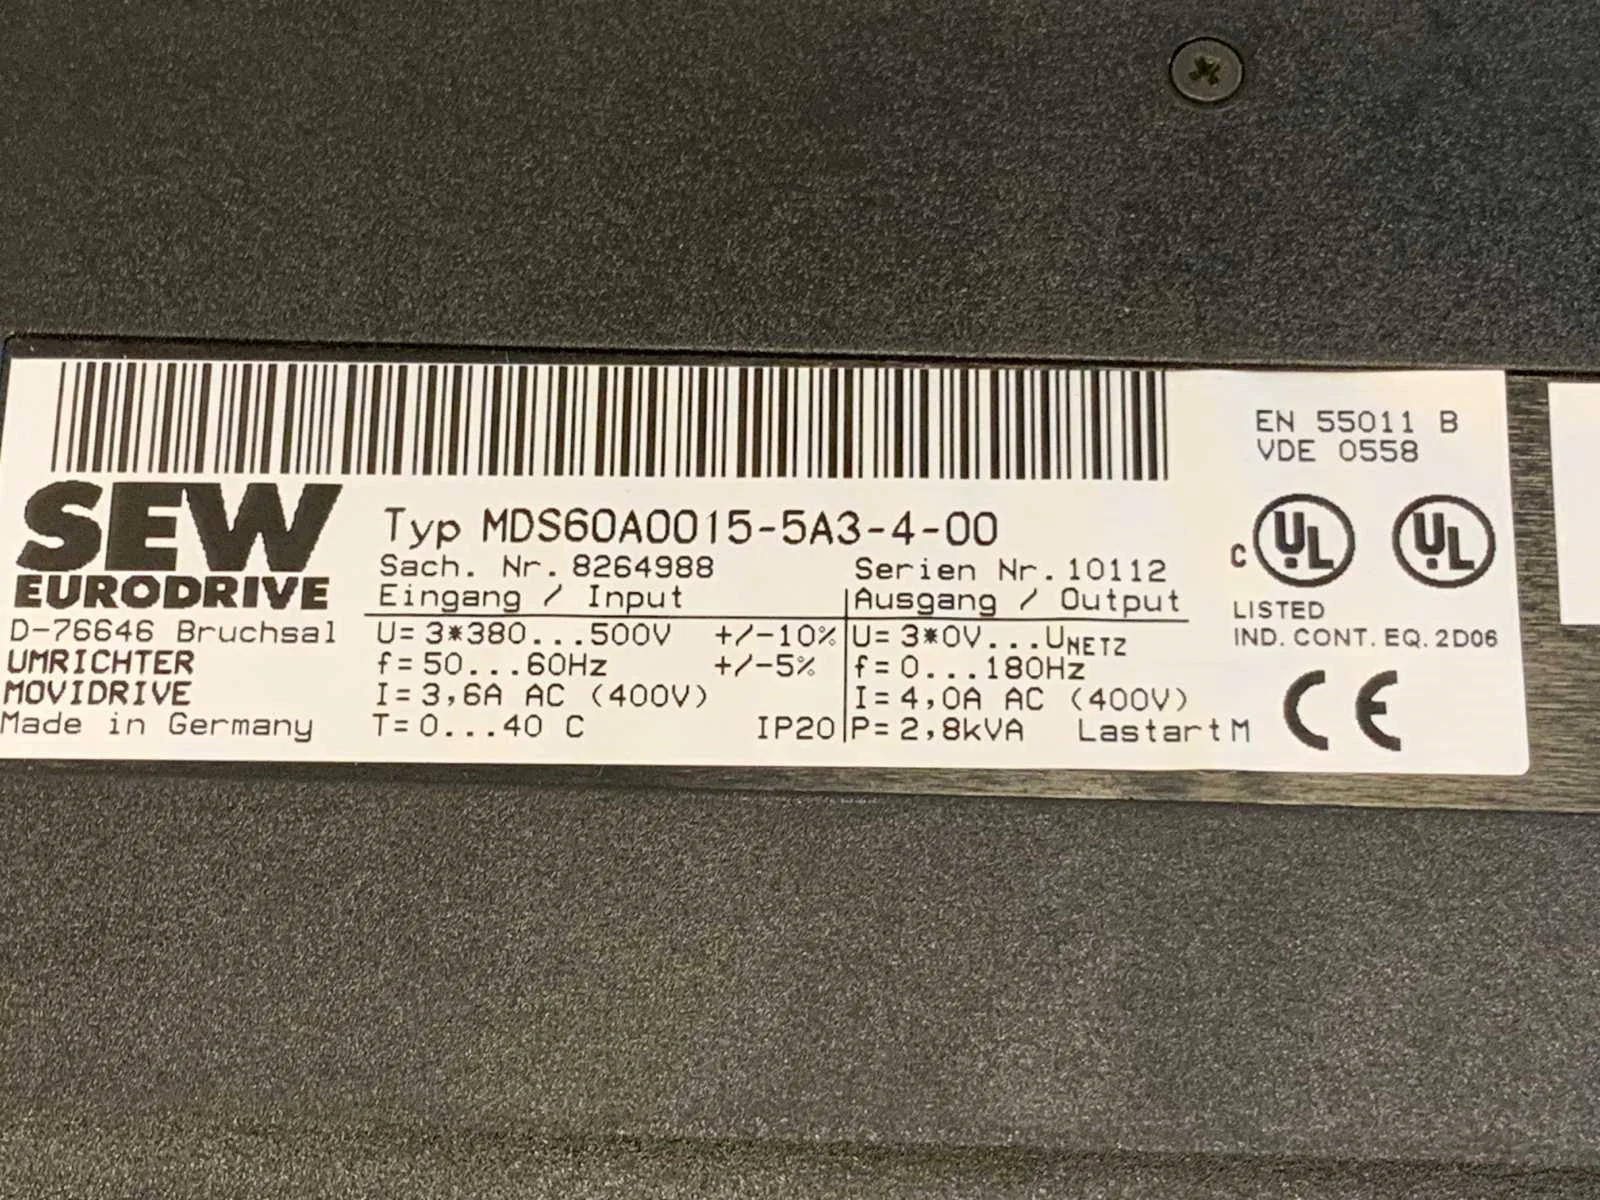 EN 55011 B
VDE 0558
SEW
EURODRIVE
D-76646 Bruchsal
UMRICHTER
MOVIDRIVE
Made in Germany
Typ MDS60A0015-5A3-4-00
Sach. Nr. 8264988 Serien Nr. 10112
Eingang / Input Ausgang / Output
U= 3*380...500V +/-10% U= 3*0V...UNETZ
f= 50...60Hz +/-5% f= 0...180Hz
I= 3,6A AC (400V) I= 4,0A AC (400V)
T= 0...40 C IP20 P= 2,8kVA Lastart M
c UL UL
LISTED
IND. CONT. EQ. 2D06
CE